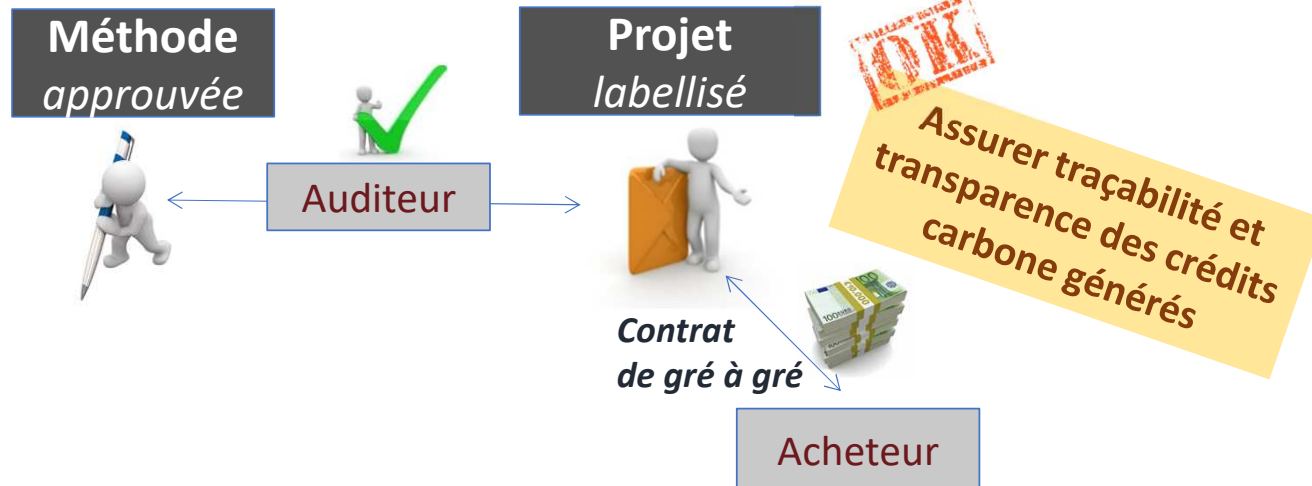 Méthode
approuvée
Projet
labellisé
OK
Auditeur
Assurer traçabilité et
transparence des crédits
carbone générés
Contrat
de gré à gré
Acheteur